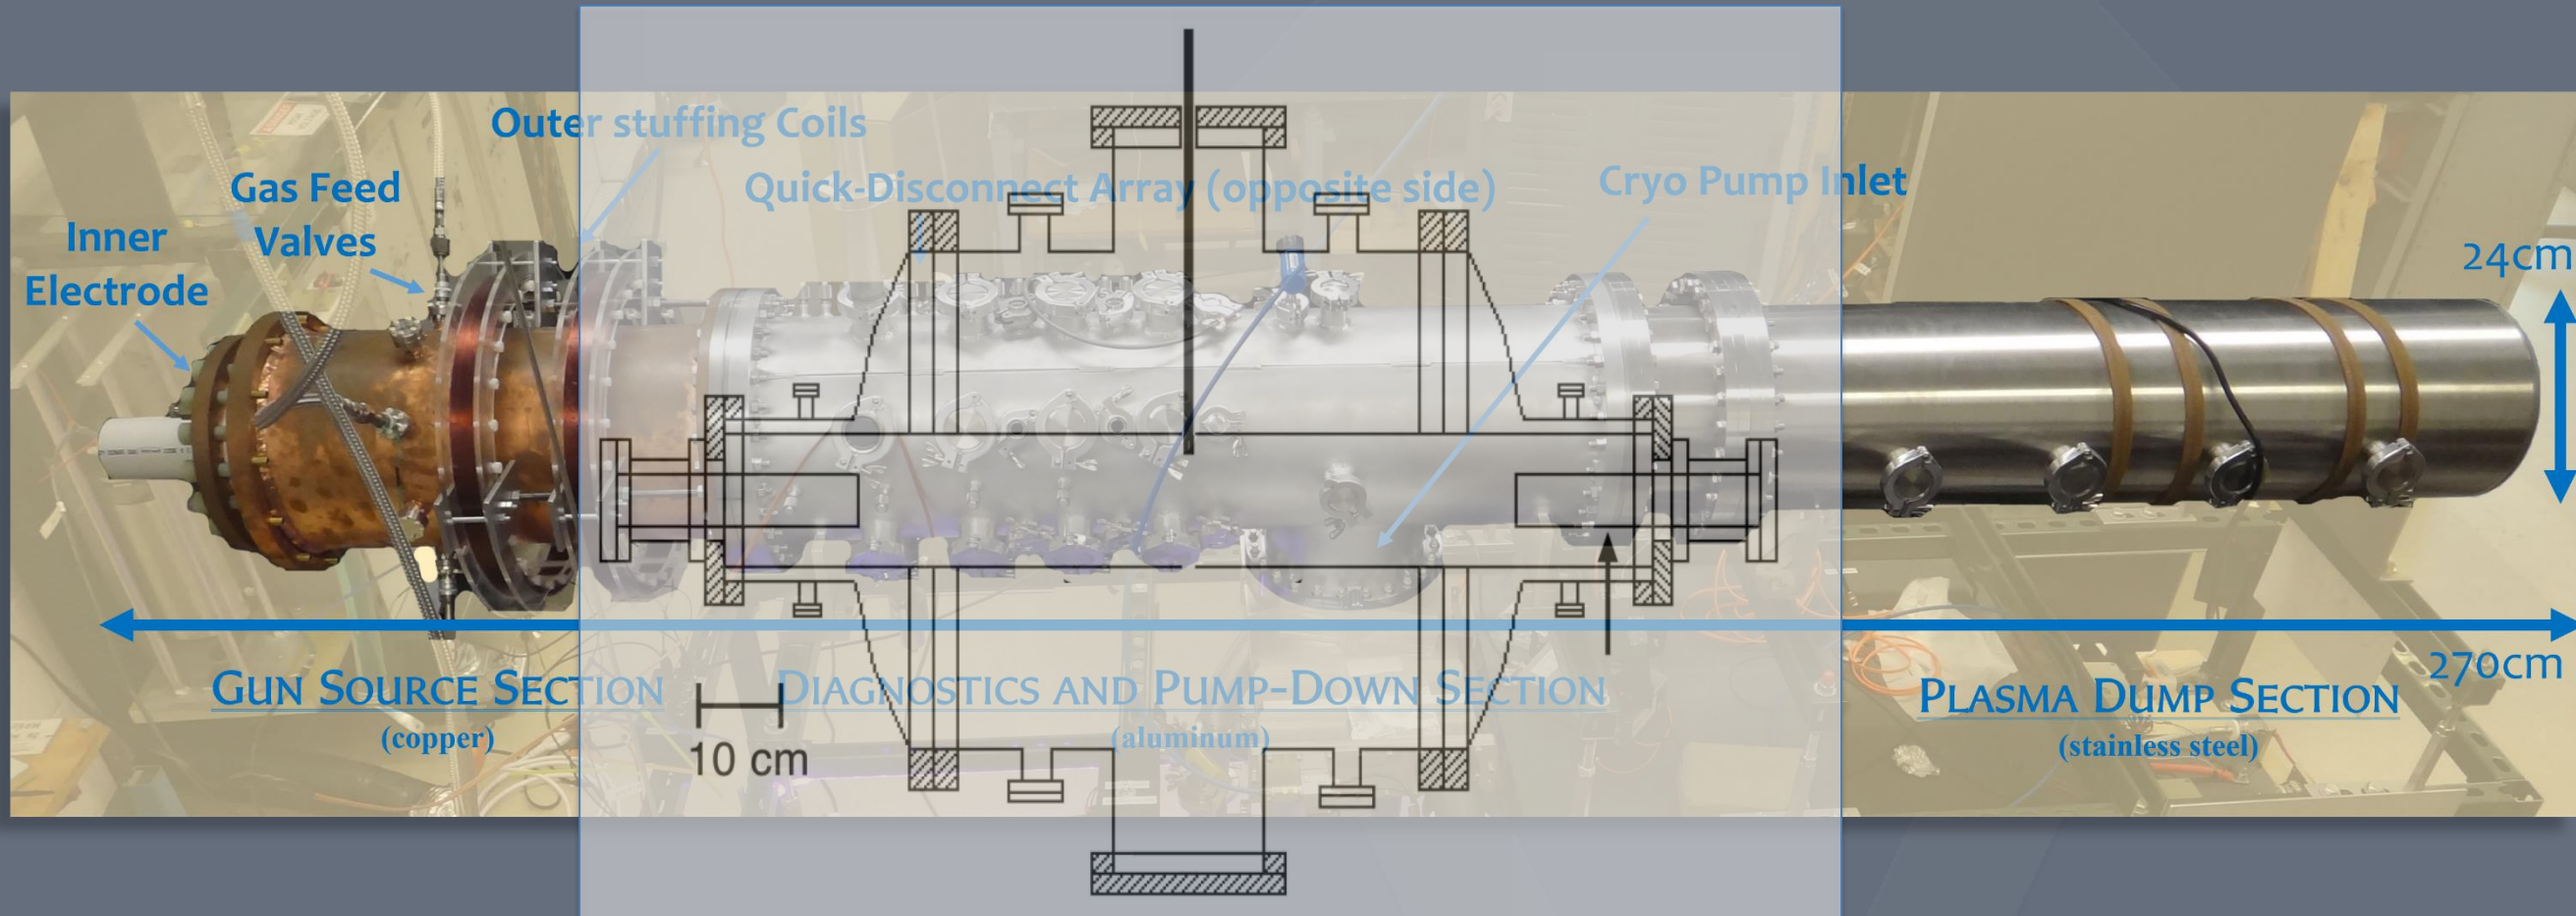 Outer stuffing Coils
Quick-Disconnect Array (opposite side)
Cryo Pump Inlet
Gas Feed
Valves
Inner
Electrode
24cm
270cm
GUN SOURCE SECTION
(copper)
DIAGNOSTICS AND PUMP-DOWN SECTION
(aluminum)
PLASMA DUMP SECTION
(stainless steel)
10 cm